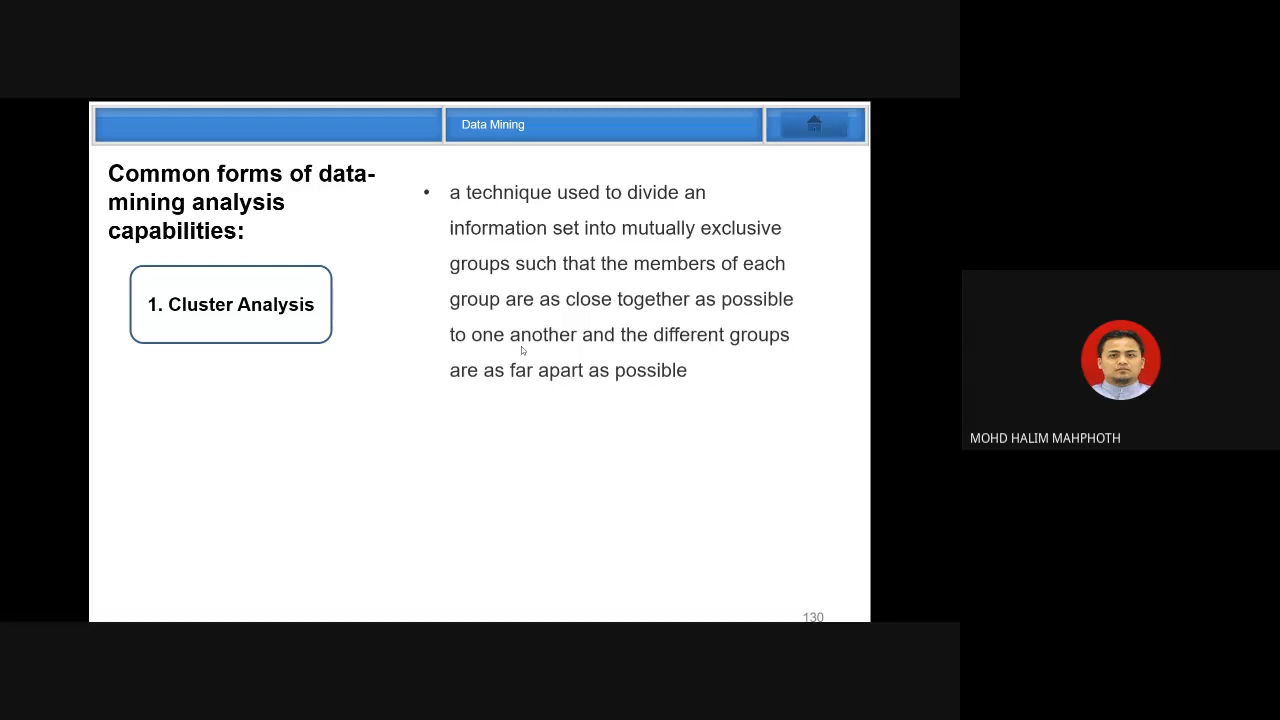 Data Mining
Common forms of data-
mining analysis
capabilities:
1. Cluster Analysis
• a technique used to divide an
information set into mutually exclusive
groups such that the members of each
group are as close together as possible
to one another and the different groups
are as far apart as possible
130
MOHD HALIM MAHPHOTH